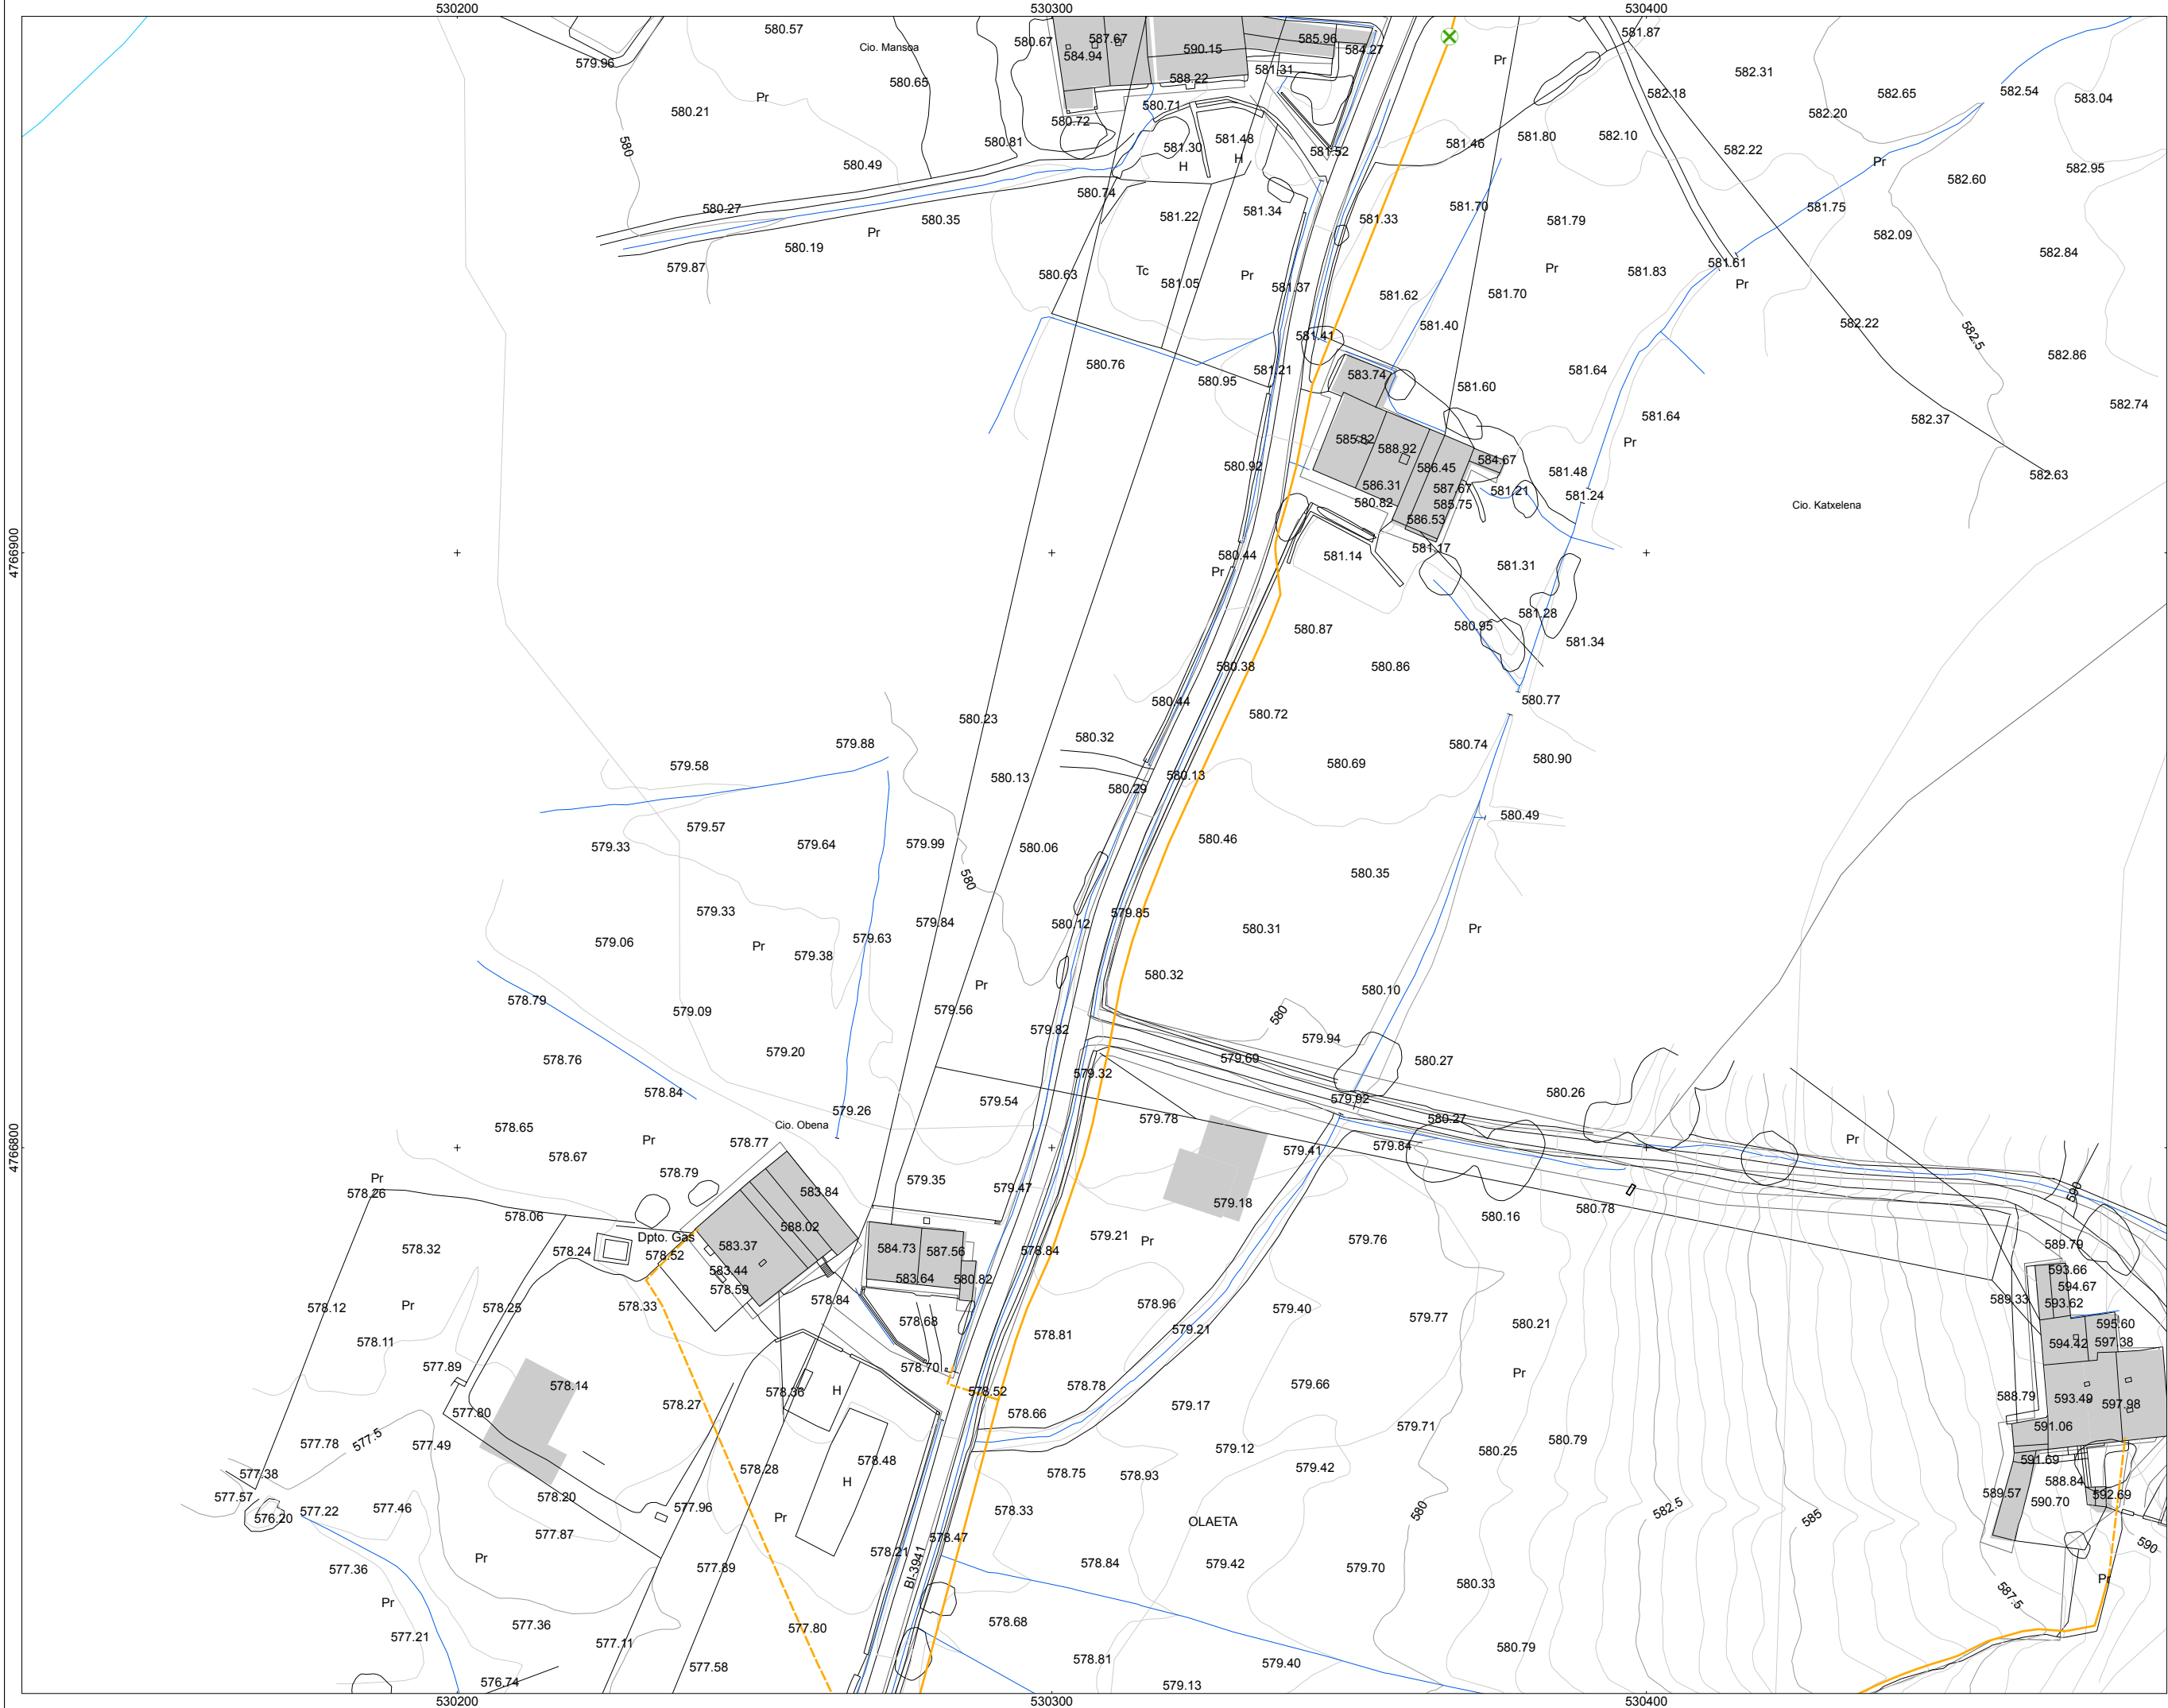 530200 530300 530400
580.57 580.67 587.67 585.96 581.87
Cio. Mansoa 584.94 590.15 584.27
579.96 Pr 582.31
580.65 588.22 581.31 582.18 582.65 582.54 583.04
Pr 580.21 580.71 582.20
580.72 581.48 581.80 582.10
580 580.81 581.30 581.52 581.46 582.22
580.49 H H Pr 582.95
580.74 582.60
580.27 580.35 581.22 581.34 581.33 581.70 581.79 581.75
Pr 580.19 582.09
579.87 580.63 Tc Pr Pr 581.83 581.61 582.84
581.05 581.37 581.62 581.70 Pr
581.41 581.40 582.22 582.5
580.76 581.21 583.74 581.64 582.86
580.95 581.60 582.74
581.64 582.37
585.82 588.92 Pr
580.92 586.45 584.67 581.48 582.63
586.31 587.67 581.21 581.24
580.82 585.75 Cio. Katxelena
586.53
4766900 580.44 581.14 581.17
Pr 581.31
581.28
580.87 580.95 581.34
580.38 580.86
580.44 580.77
580.23 580.72
579.88 580.32 580.74
579.58 580.13 580.13 580.69 580.90
580.29 580.49
579.57 580.46
579.33 579.64 579.99 580.06
580 580.35
579.33 579.84 580.12 579.85 580.31 Pr
579.06 Pr 579.38 579.63
580.32
578.79 Pr 580.10
579.09 579.56 580
579.20 579.82 579.94
578.76 579.69 580.27
578.84 579.32 579.92 580.26
579.26 579.54 579.78 580.27
578.65 Cio. Obena
4766800 Pr 578.77 579.41 579.84 Pr
578.67
Pr 578.79 579.35 579.47
578.26 583.84 579.18 590
578.06 588.02 580.16 580.78
Dpto. Gas 579.21 Pr 579.76
578.32 578.24 578.52 583.37 584.73 587.56 578.84 589.79
583.44 583.64 580.82 593.66
578.59 594.67
578.12 Pr 578.25 578.33 578.84 578.96 579.40 589.33 593.62
578.68 579.77 580.21 595.60
578.11 578.81 579.21 594.42 597.38
577.89 578.70 Pr
578.14 578.36 H 578.52 578.78 579.66 588.79 593.49
577.80 578.27 578.66 579.17 597.98
577.78 577.5 577.49 579.71 580.79 591.06
578.48 579.12 580.25
577.38 578.28 578.75 578.93 579.42 591.69
577.57 578.20 H 588.84
577.22 577.46 577.96 578.33 580 582.5 585 589.57 590.70 592.69
576.20 Pr OLAETA
577.87 578.47
Pr 578.21 590
577.36 577.89 BI-3941 578.84 579.42 579.70
580.33 587.5 Pr
Pr
577.36 577.80 578.68
577.21 577.11 580.79
577.58 578.81 579.40
576.74 579.13
530200 530300 530400